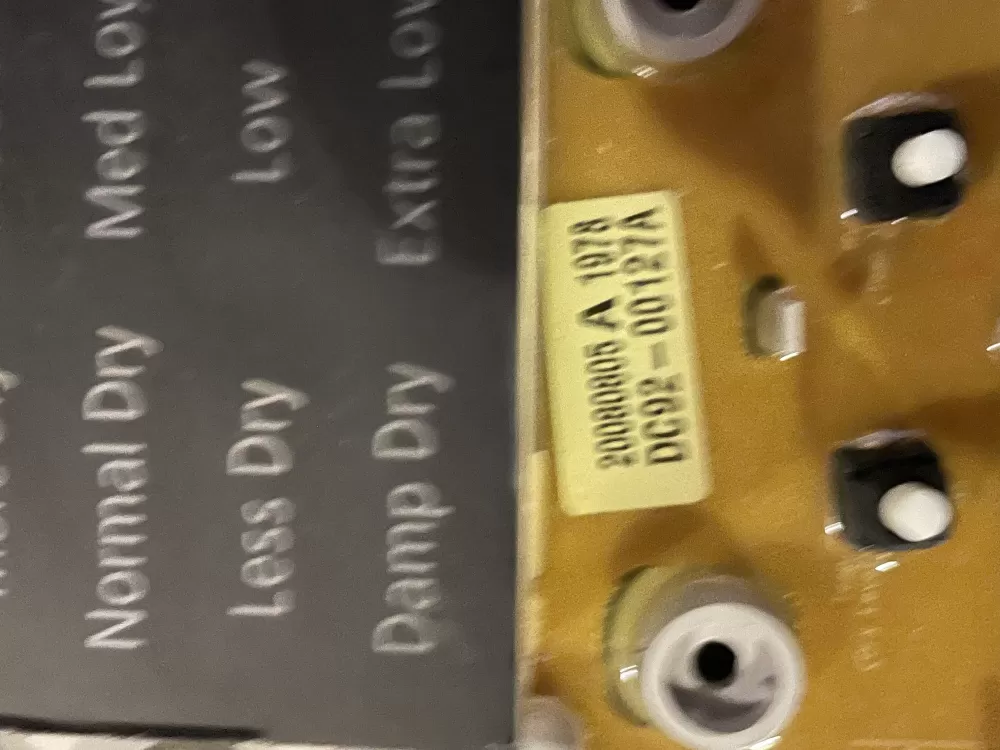 Normal Dry Med Low
Less Dry Low
Damp Dry Extra Low
20080805 A 1978
DC92-00127A